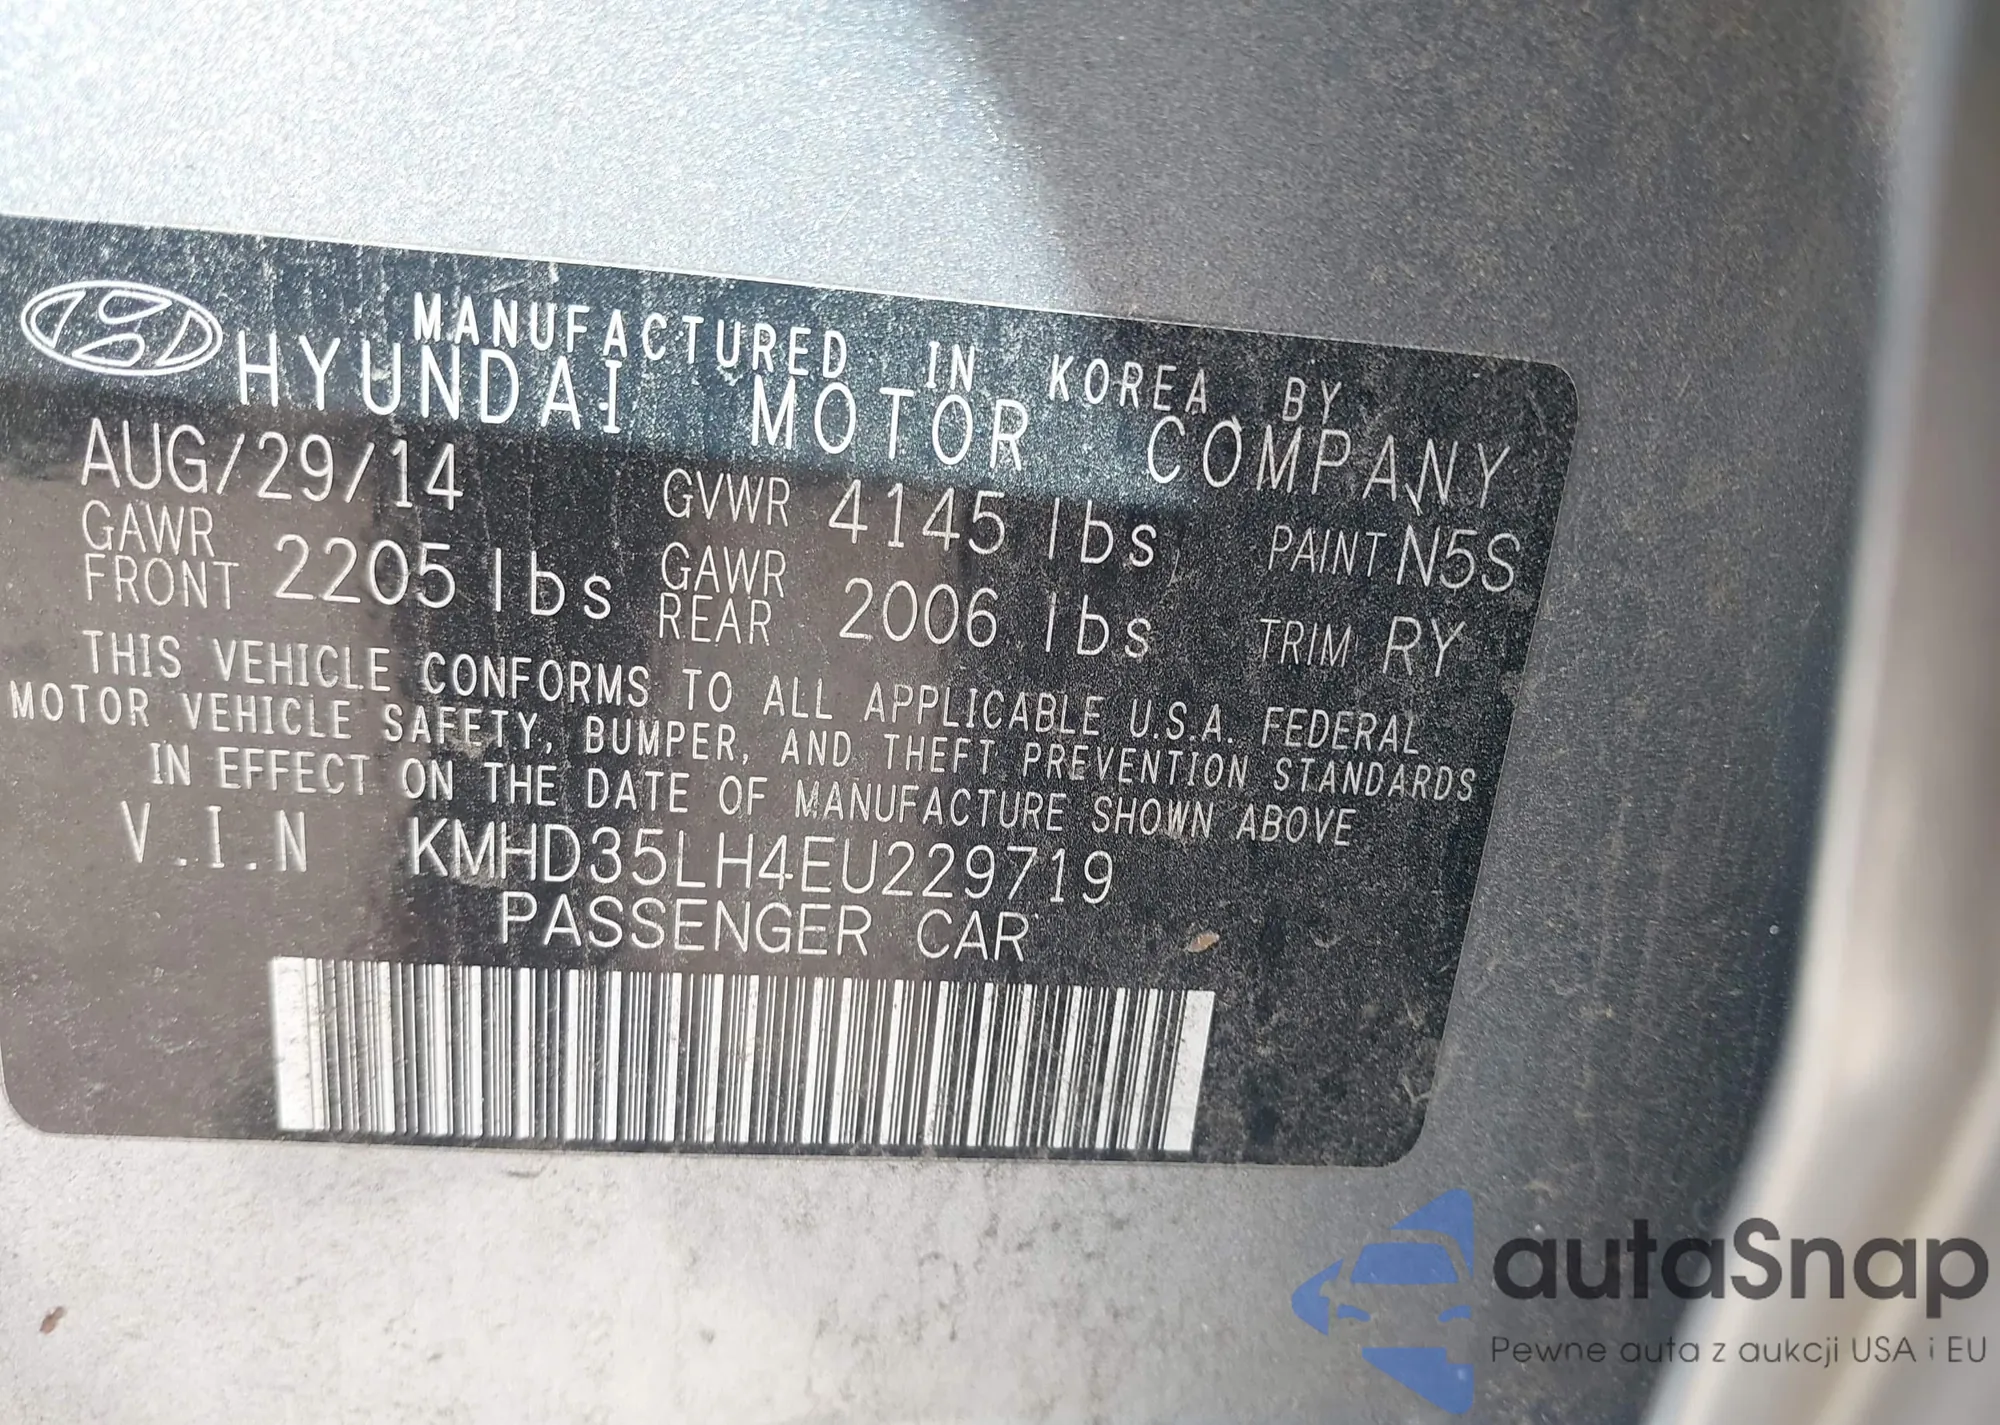 MANUFACTURED IN KOREA BY
HYUNDAI MOTOR COMPANY
AUG/29/14 GVWR 4145 lbs PAINT N5S
GAWR FRONT 2205 lbs GAWR REAR 2006 lbs TRIM RY
THIS VEHICLE CONFORMS TO ALL APPLICABLE U.S.A. FEDERAL
MOTOR VEHICLE SAFETY, BUMPER, AND THEFT PREVENTION STANDARDS
IN EFFECT ON THE DATE OF MANUFACTURE SHOWN ABOVE
V.I.N KMHD35LH4EU229719
PASSENGER CAR
autaSnap
Pewne auta z aukcji USA i EU